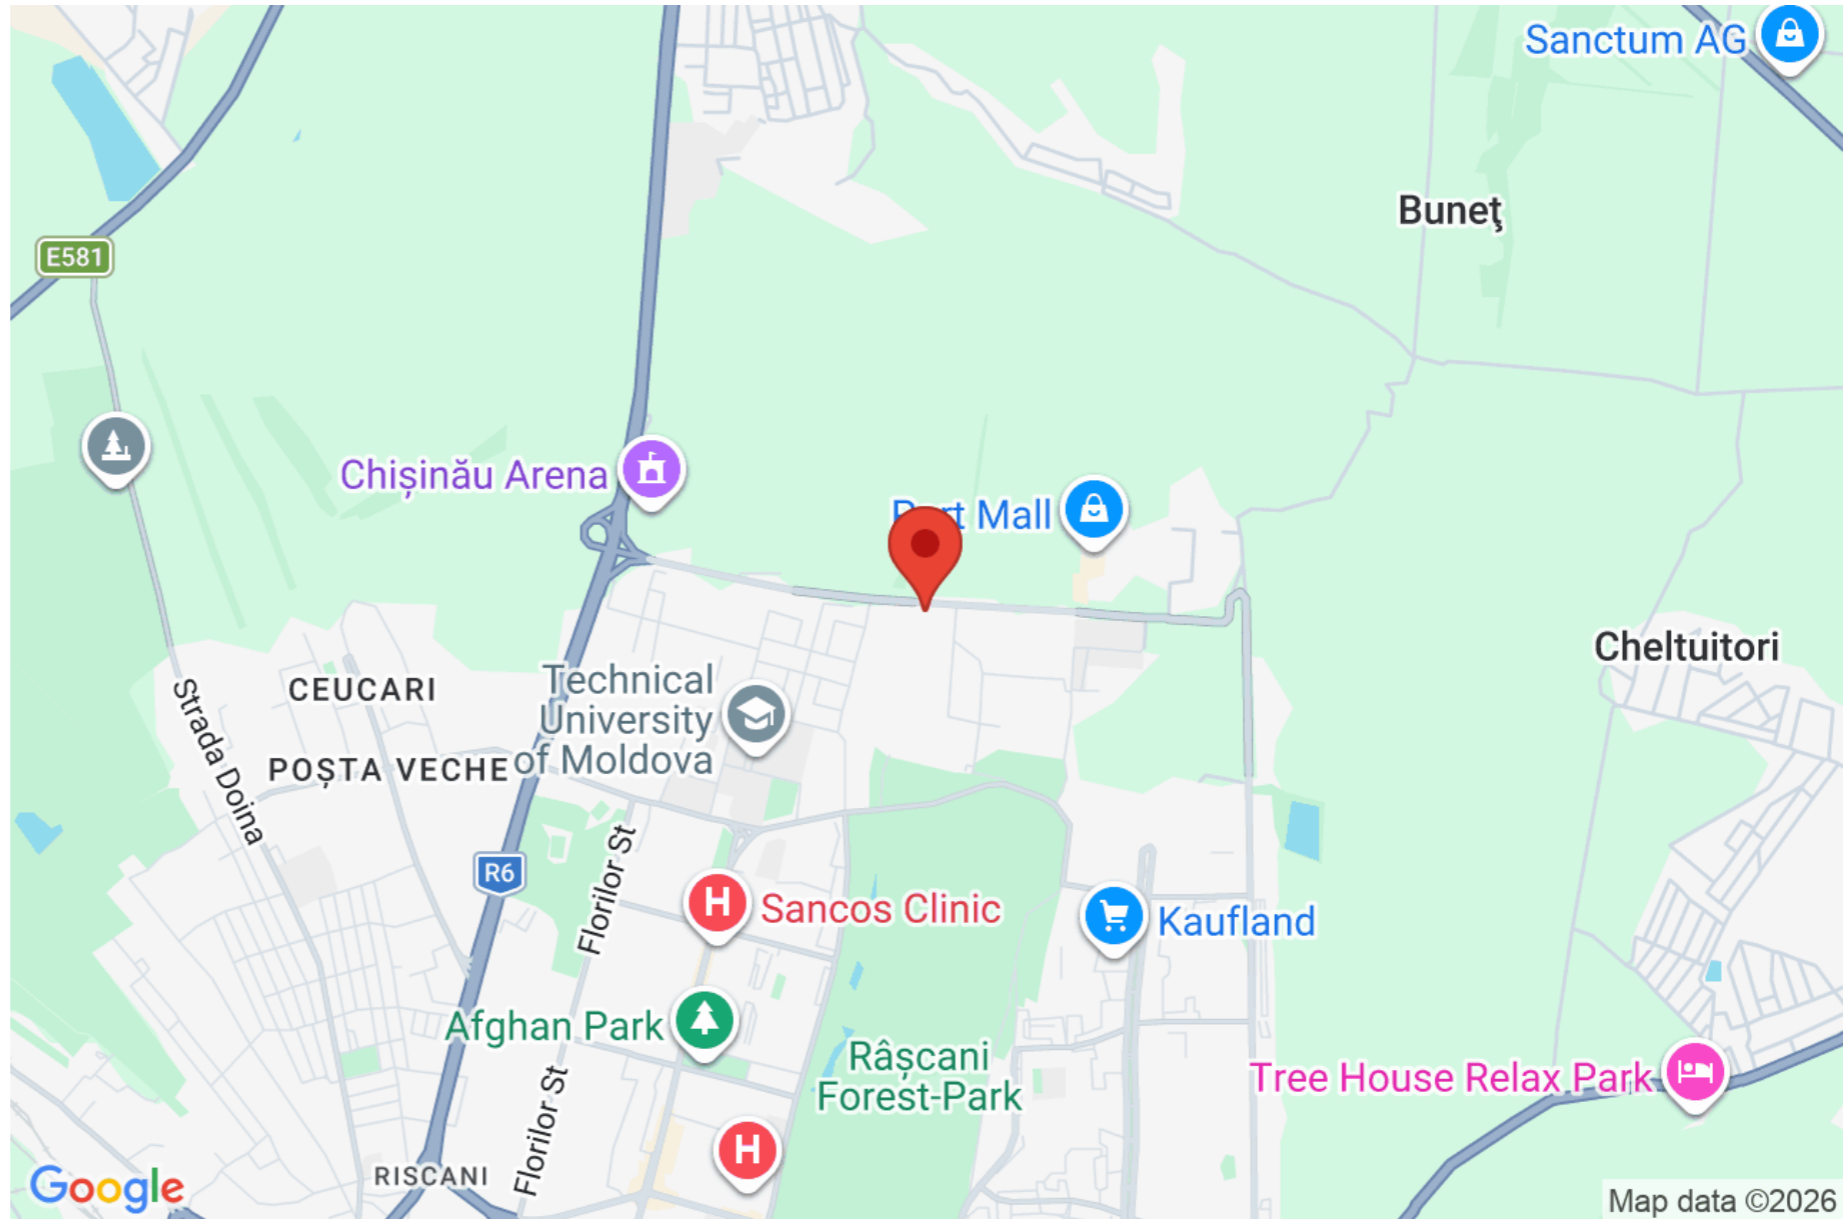 Sanctum AG
Buneţ
E581
Chișinău Arena
Port Mall
Cheltuitori
CEUCARI
Technical
University
of Moldova
POȘTA VECHE
Strada Doina
Florilor St
R6
H
Sancos Clinic
Kaufland
Afghan Park
Râșcani
Forest-Park
Tree House Relax Park
Florilor St
H
RISCANI
Google
Map data ©2026